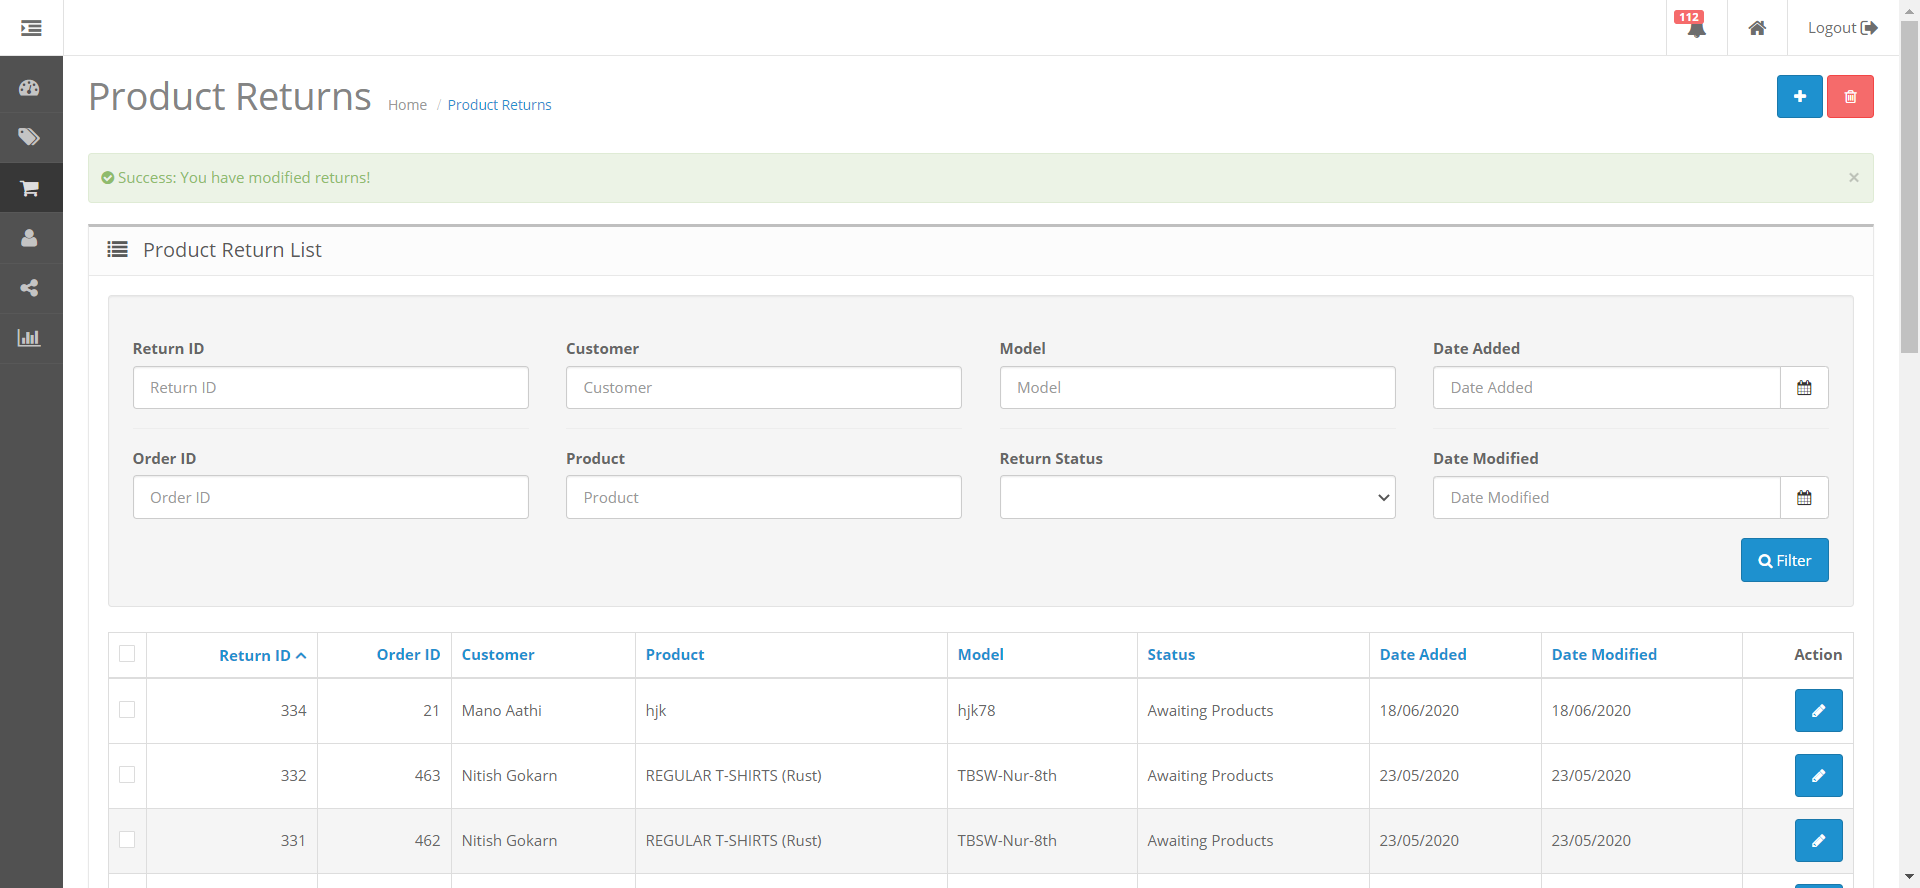 112
Logout
Product Returns Home / Product Returns
Success: You have modified returns! ×
Product Return List
Return ID Customer Model Date Added
Return ID Customer Model Date Added
Order ID Product Return Status Date Modified
Order ID Product Date Modified
Filter
Return ID Order ID Customer Product Model Status Date Added Date Modified Action
334 21 Mano Aathi hjk hjk78 Awaiting Products 18/06/2020 18/06/2020
332 463 Nitish Gokarn REGULAR T-SHIRTS (Rust) TBSW-Nur-8th Awaiting Products 23/05/2020 23/05/2020
331 462 Nitish Gokarn REGULAR T-SHIRTS (Rust) TBSW-Nur-8th Awaiting Products 23/05/2020 23/05/2020